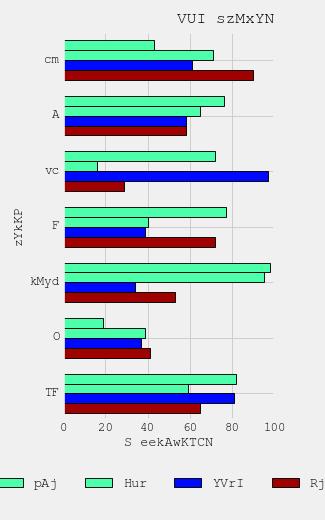 VUI szMxYN
cm
A
vc
F
kMyd
O
TF
zYkKP
0 20 40 60 80 100
S eekAwKTCN
pAj Hur YVrI Rj